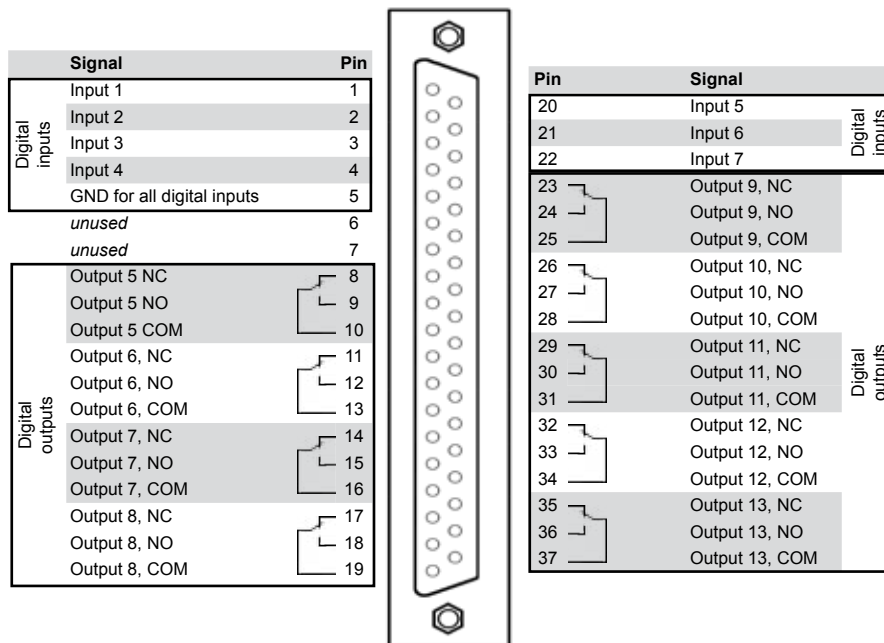 Signal Pin
Digital inputs
Input 1 1
Input 2 2
Input 3 3
Input 4 4
GND for all digital inputs 5
unused 6
unused 7
Digital outputs
Output 5 NC 8
Output 5 NO 9
Output 5 COM 10
Output 6, NC 11
Output 6, NO 12
Output 6, COM 13
Output 7, NC 14
Output 7, NO 15
Output 7, COM 16
Output 8, NC 17
Output 8, NO 18
Output 8, COM 19
Pin Signal
20 Input 5
21 Input 6
22 Input 7
Digital inputs
23 Output 9, NC
24 Output 9, NO
25 Output 9, COM
26 Output 10, NC
27 Output 10, NO
28 Output 10, COM
29 Output 11, NC
30 Output 11, NO
31 Output 11, COM
32 Output 12, NC
33 Output 12, NO
34 Output 12, COM
35 Output 13, NC
36 Output 13, NO
37 Output 13, COM
Digital outputs